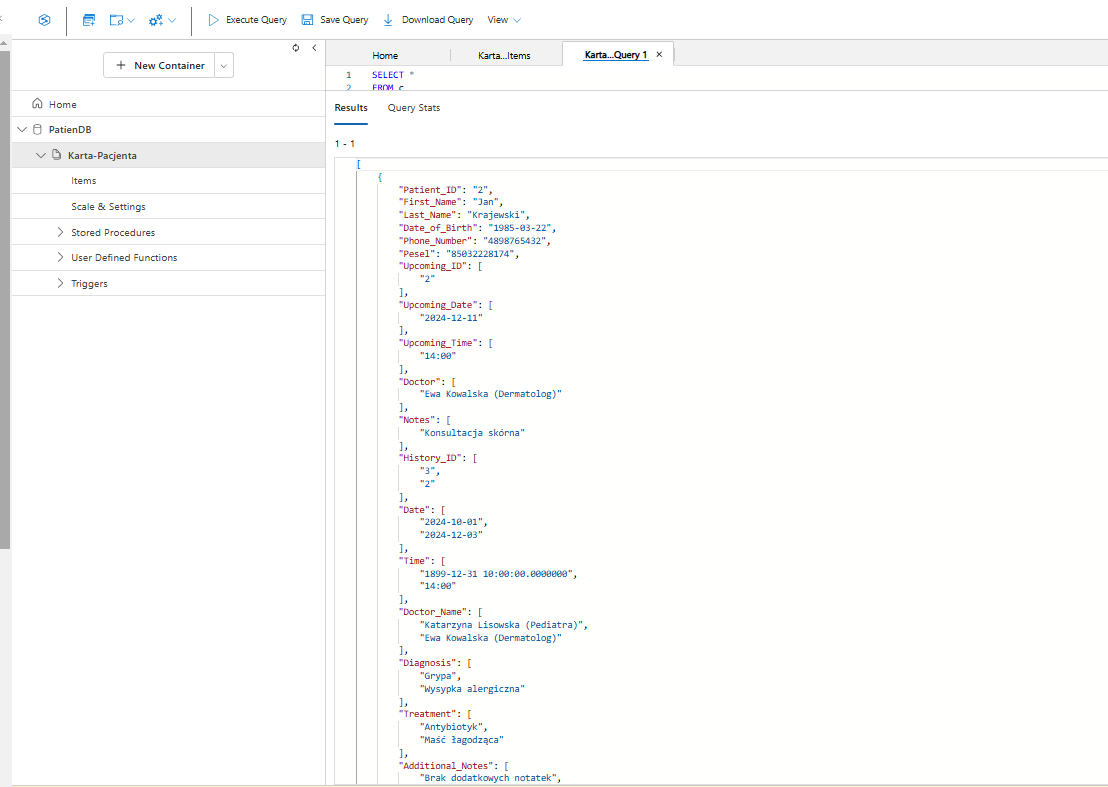 Execute Query Save Query Download Query View
New Container
Home
PatienDB
Karta-Pacjenta
Items
Scale & Settings
Stored Procedures
User Defined Functions
Triggers
Home Karta...Items Karta...Query 1 ×
1 SELECT *
2 FROM c
Results Query Stats
1 - 1
[
{
"Patient_ID": "2",
"First_Name": "Jan",
"Last_Name": "Krajewski",
"Date_of_Birth": "1985-03-22",
"Phone_Number": "4898765432",
"Pesel": "85032228174",
"Upcoming_ID": [
"2"
],
"Upcoming_Date": [
"2024-12-11"
],
"Upcoming_Time": [
"14:00"
],
"Doctor": [
"Ewa Kowalska (Dermatolog)"
],
"Notes": [
"Konsultacja skórna"
],
"History_ID": [
"3",
"2"
],
"Date": [
"2024-10-01",
"2024-12-03"
],
"Time": [
"1899-12-31 10:00:00.0000000",
"14:00"
],
"Doctor_Name": [
"Katarzyna Lisowska (Pediatra)",
"Ewa Kowalska (Dermatolog)"
],
"Diagnosis": [
"Grypa",
"Wysypka alergiczna"
],
"Treatment": [
"Antybiotyk",
"Maść łagodząca"
],
"Additional_Notes": [
"Brak dodatkowych notatek",